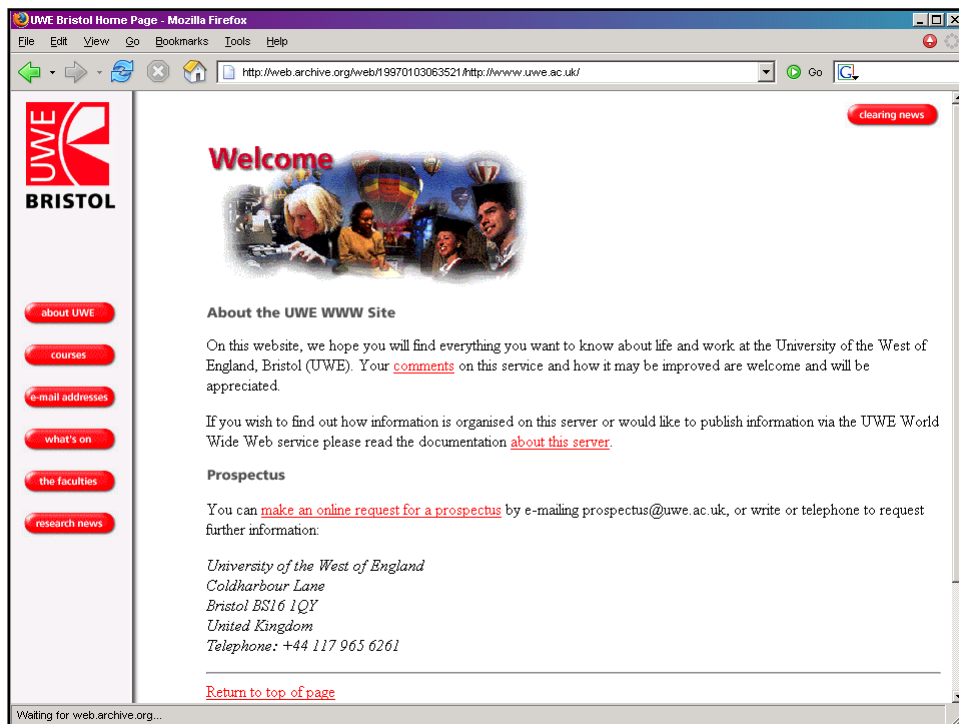 UWE Bristol Home Page - Mozilla Firefox
File Edit View Go Bookmarks Tools Help
http://web.archive.org/web/19970103063521/http://www.uwe.ac.uk/ Go G
UWE
BRISTOL
clearing news
Welcome
about UWE
courses
e-mail addresses
what's on
the faculties
research news
About the UWE WWW Site
On this website, we hope you will find everything you want to know about life and work at the University of the West of
England, Bristol (UWE). Your comments on this service and how it may be improved are welcome and will be
appreciated.
If you wish to find out how information is organised on this server or would like to publish information via the UWE World
Wide Web service please read the documentation about this server.
Prospectus
You can make an online request for a prospectus by e-mailing prospectus@uwe.ac.uk, or write or telephone to request
further information:
University of the West of England
Coldharbour Lane
Bristol BS16 1QY
United Kingdom
Telephone: +44 117 965 6261
Return to top of page
Waiting for web.archive.org...